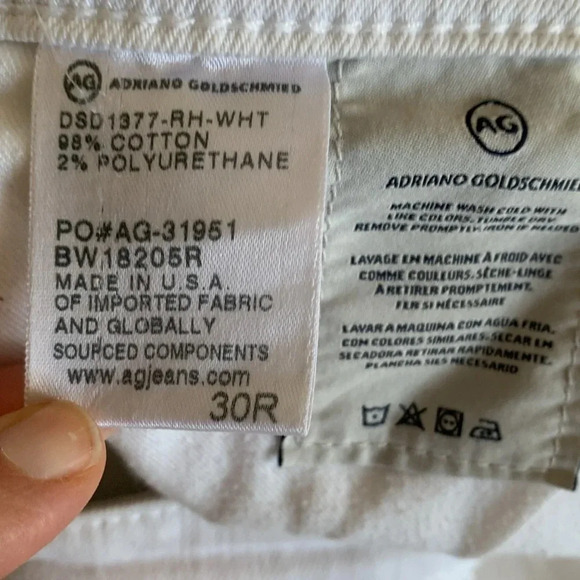 AG ADRIANO GOLDSCHMIED
DSD1377-RH-WHT
98% COTTON
2% POLYURETHANE
PO#AG-31951
BW18205R
MADE IN U.S.A.
OF IMPORTED FABRIC
AND GLOBALLY
SOURCED COMPONENTS
www.agjeans.com
30R
AG
ADRIANO GOLDSCHMIE
MACHINE WASH COLD WITH
LIKE COLORS. TUMBLE DRY
REMOVE PROMPTLY. IRON IF NEEDED
LAVAGE EN MACHINE À FROID AVEC
COMME COULEURS. SÈCHE-LINGE
À RETIRER PROMPTEMENT.
FER SI NÉCESSAIRE
LAVAR A MAQUINA CON AGUA FRIA.
CON COLORES SIMILARES. SECAR EN
SECADORA RETIRAR RAPIDAMENTE.
PLANCHA SIES NECESARIO